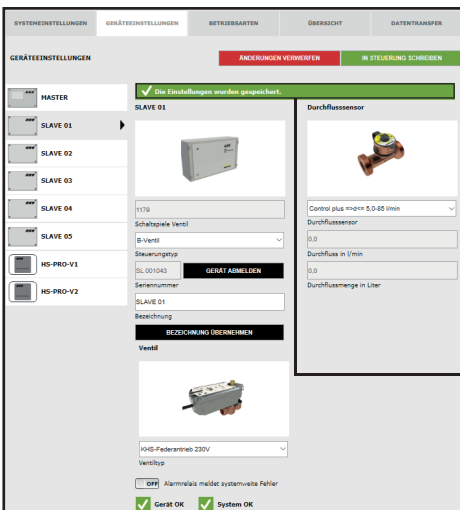 SYSTEMEINSTELLUNGEN GERÄTEEINSTELLUNGEN BETRIEBSARTEN ÜBERSICHT DATENTRANSFER
GERÄTEEINSTELLUNGEN
ÄNDERUNGEN VERWERFEN
IN STEUERUNG SCHREIBEN
MASTER
SLAVE 01
SLAVE 02
SLAVE 03
SLAVE 04
SLAVE 05
HS-PRO-V1
HS-PRO-V2
Die Einstellungen wurden gespeichert.
SLAVE 01
1179
Schaltspiele Ventil
B-Ventil
Steuerungstyp
SL 001043 GERÄT ABMELDEN
Seriennummer
SLAVE 01
Bezeichnung
BEZEICHNUNG ÜBERNEHMEN
Ventil
KHS-Federantrieb 230V
Ventiltyp
OFF Alarmrelais meldet systemweite Fehler
Gerät OK System OK
Durchflusssensor
Control plus =>d<= 5,0-85 l/min
Durchflusssensor
0,0
Durchfluss in l/min
0,0
Durchflussmenge in Liter